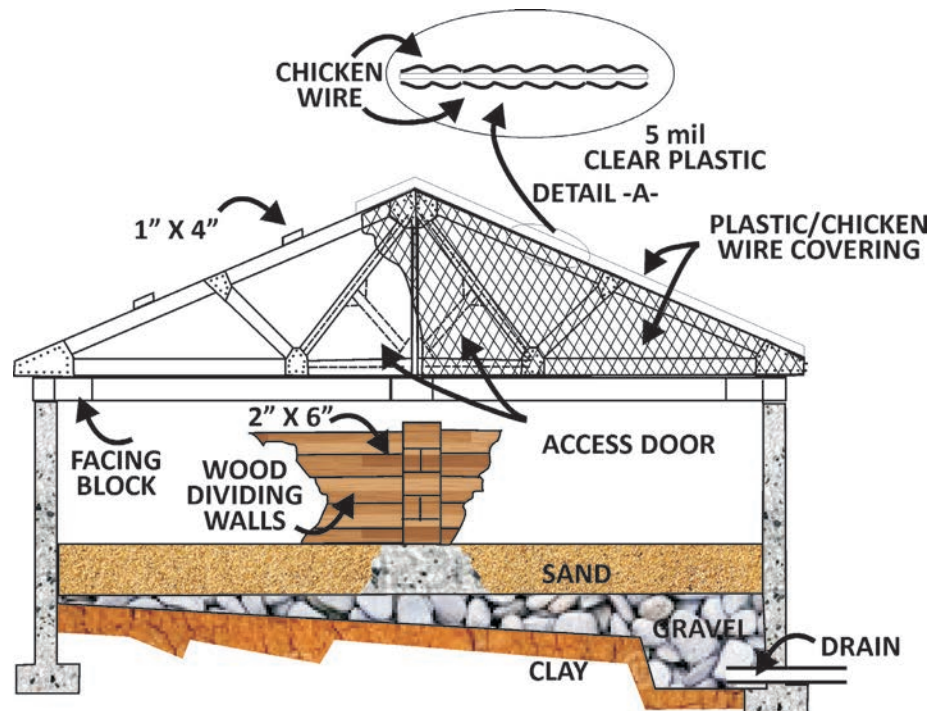 CHICKEN
WIRE
5 mil
CLEAR PLASTIC
DETAIL -A-
1” X 4”
PLASTIC/CHICKEN
WIRE COVERING
2” X 6”
ACCESS DOOR
FACING
BLOCK
WOOD
DIVIDING
WALLS
SAND
GRAVEL
DRAIN
CLAY